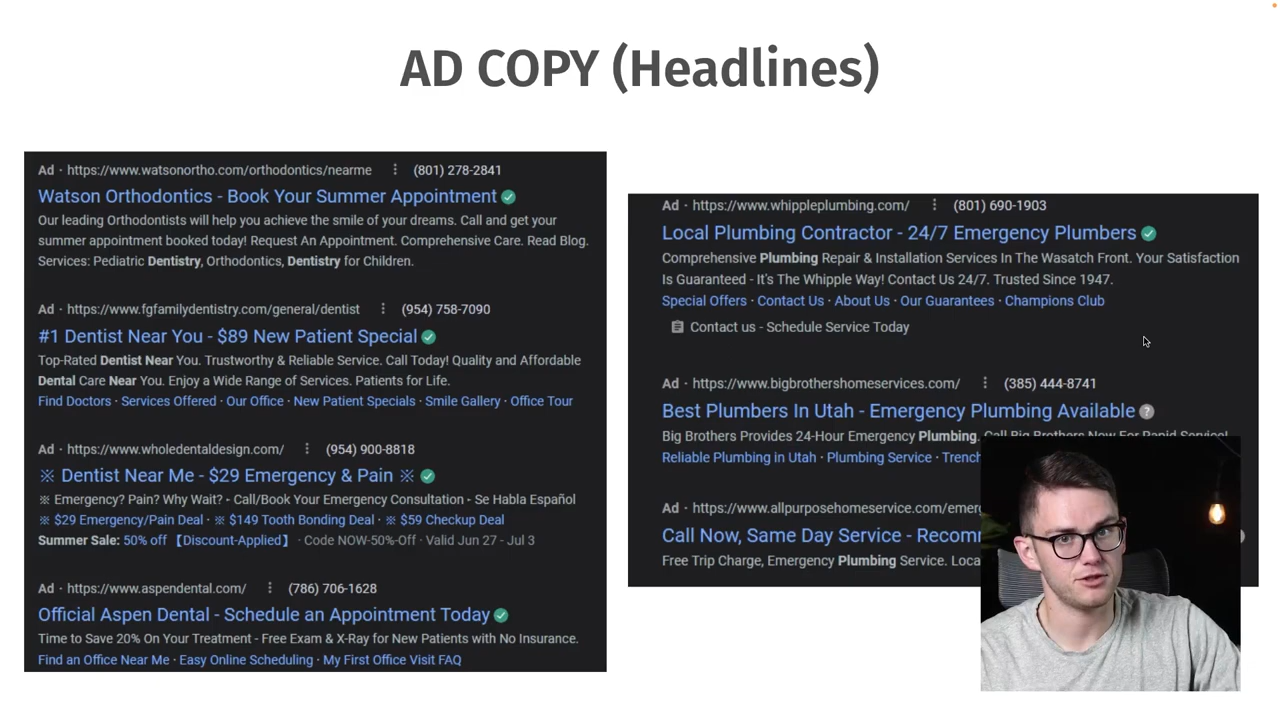 AD COPY (Headlines)
Ad · https://www.watsonortho.com/orthodontics/nearme ⋮ (801) 278-2841
Watson Orthodontics - Book Your Summer Appointment
Our leading Orthodontists will help you achieve the smile of your dreams. Call and get your
summer appointment booked today! Request An Appointment. Comprehensive Care. Read Blog.
Services: Pediatric Dentistry, Orthodontics, Dentistry for Children.
Ad · https://www.fgfamilydentistry.com/general/dentist ⋮ (954) 758-7090
#1 Dentist Near You - $89 New Patient Special
Top-Rated Dentist Near You. Trustworthy & Reliable Service. Call Today! Quality and Affordable
Dental Care Near You. Enjoy a Wide Range of Services. Patients for Life.
Find Doctors · Services Offered · Our Office · New Patient Specials · Smile Gallery · Office Tour
Ad · https://www.wholedentaldesign.com/ ⋮ (954) 900-8818
※ Dentist Near Me - $29 Emergency & Pain ※
※ Emergency? Pain? Why Wait? - Call/Book Your Emergency Consultation - Se Habla Español
※ $29 Emergency/Pain Deal · ※ $149 Tooth Bonding Deal · ※ $59 Checkup Deal
Summer Sale: 50% off 【Discount-Applied】 · Code NOW-50%-Off · Valid Jun 27 - Jul 3
Ad · https://www.aspendental.com/ ⋮ (786) 706-1628
Official Aspen Dental - Schedule an Appointment Today
Time to Save 20% On Your Treatment - Free Exam & X-Ray for New Patients with No Insurance.
Find an Office Near Me · Easy Online Scheduling · My First Office Visit FAQ
Ad · https://www.whippleplumbing.com/ ⋮ (801) 690-1903
Local Plumbing Contractor - 24/7 Emergency Plumbers
Comprehensive Plumbing Repair & Installation Services In The Wasatch Front. Your Satisfaction
Is Guaranteed - It's The Whipple Way! Contact Us 24/7. Trusted Since 1947.
Special Offers · Contact Us · About Us · Our Guarantees · Champions Club
Contact us - Schedule Service Today
Ad · https://www.bigbrothershomeservices.com/ ⋮ (385) 444-8741
Best Plumbers In Utah - Emergency Plumbing Available
Big Brothers Provides 24-Hour Emergency Plumbing. Call Big Brothers Now For Rapid Service!
Reliable Plumbing in Utah · Plumbing Service · Trench
Ad · https://www.allpurposehomeservice.com/emerg
Call Now, Same Day Service - Recom
Free Trip Charge, Emergency Plumbing Service. Loca